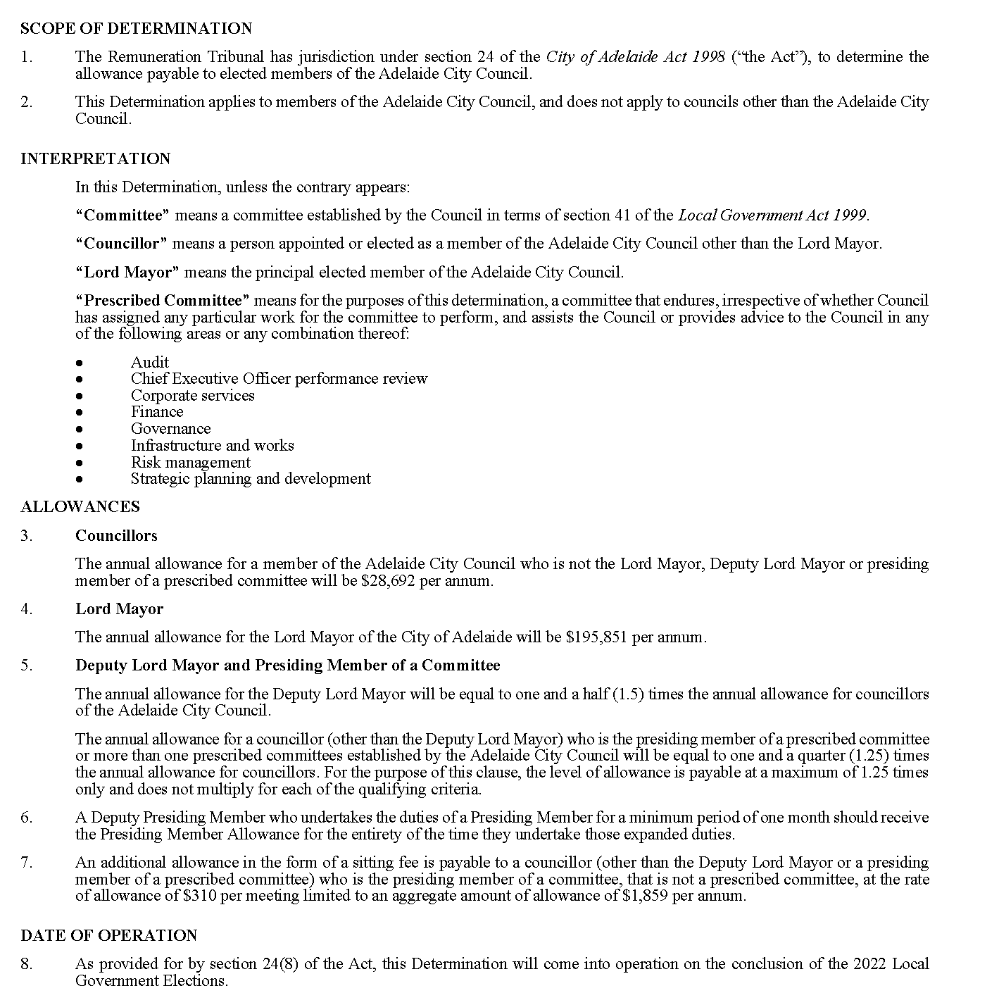 SCOPE OF DETERMINATION
1. The Remuneration Tribunal has jurisdiction under section 24 of the City of Adelaide Act 1998 (“the Act”), to determine the
allowance payable to elected members of the Adelaide City Council.
2. This Determination applies to members of the Adelaide City Council, and does not apply to councils other than the Adelaide City
Council.
INTERPRETATION
In this Determination, unless the contrary appears:
“Committee” means a committee established by the Council in terms of section 41 of the Local Government Act 1999.
“Councillor” means a person appointed or elected as a member of the Adelaide City Council other than the Lord Mayor.
“Lord Mayor” means the principal elected member of the Adelaide City Council.
“Prescribed Committee” means for the purposes of this determination, a committee that endures, irrespective of whether Council
has assigned any particular work for the committee to perform, and assists the Council or provides advice to the Council in any
of the following areas or any combination thereof:
● Audit
● Chief Executive Officer performance review
● Corporate services
● Finance
● Governance
● Infrastructure and works
● Risk management
● Strategic planning and development
ALLOWANCES
3. Councillors
The annual allowance for a member of the Adelaide City Council who is not the Lord Mayor, Deputy Lord Mayor or presiding
member of a prescribed committee will be $28,692 per annum.
4. Lord Mayor
The annual allowance for the Lord Mayor of the City of Adelaide will be $195,851 per annum.
5. Deputy Lord Mayor and Presiding Member of a Committee
The annual allowance for the Deputy Lord Mayor will be equal to one and a half (1.5) times the annual allowance for councillors
of the Adelaide City Council.
The annual allowance for a councillor (other than the Deputy Lord Mayor) who is the presiding member of a prescribed committee
or more than one prescribed committees established by the Adelaide City Council will be equal to one and a quarter (1.25) times
the annual allowance for councillors. For the purpose of this clause, the level of allowance is payable at a maximum of 1.25 times
only and does not multiply for each of the qualifying criteria.
6. A Deputy Presiding Member who undertakes the duties of a Presiding Member for a minimum period of one month should receive
the Presiding Member Allowance for the entirety of the time they undertake those expanded duties.
7. An additional allowance in the form of a sitting fee is payable to a councillor (other than the Deputy Lord Mayor or a presiding
member of a prescribed committee) who is the presiding member of a committee, that is not a prescribed committee, at the rate
of allowance of $310 per meeting limited to an aggregate amount of allowance of $1,859 per annum.
DATE OF OPERATION
8. As provided for by section 24(8) of the Act, this Determination will come into operation on the conclusion of the 2022 Local
Government Elections.